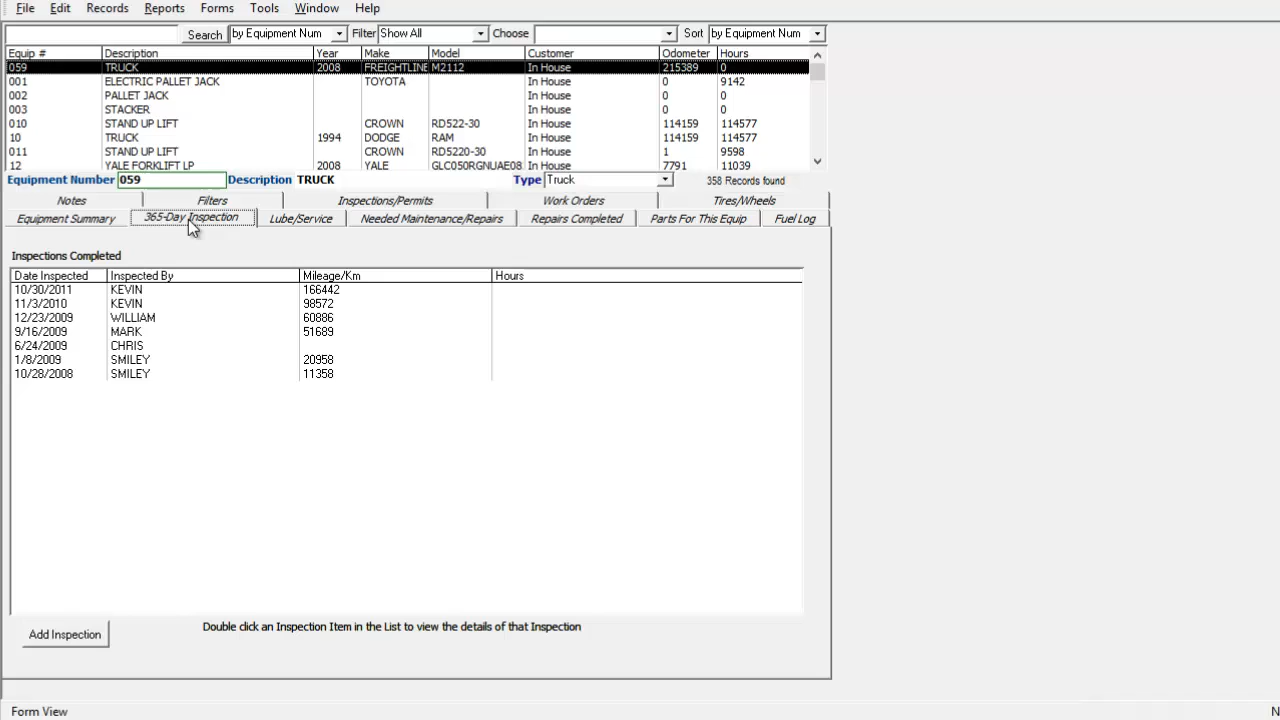 File Edit Records Reports Forms Tools Window Help
Search by Equipment Num Filter Show All Choose Sort by Equipment Num
Equip # Description Year Make Model Customer Odometer Hours
059 TRUCK 2008 FREIGHTLINE M2112 In House 215389 0
001 ELECTRIC PALLET JACK TOYOTA In House 0 9142
002 PALLET JACK In House 0 0
003 STACKER In House 0 0
010 STAND UP LIFT CROWN RD522-30 In House 114159 114577
10 TRUCK 1994 DODGE RAM In House 114159 114577
011 STAND UP LIFT CROWN RD5220-30 In House 1 9598
12 YALE FORKLIFT LP 2008 YALE GLC050RGNUAE08 In House 7791 11039
Equipment Number 059 Description TRUCK Type Truck 358 Records found
Notes Filters Inspections/Permits Work Orders Tires/Wheels
Equipment Summary 365-Day Inspection Lube/Service Needed Maintenance/Repairs Repairs Completed Parts For This Equip Fuel Log
Inspections Completed
Date Inspected Inspected By Mileage/Km Hours
10/30/2011 KEVIN 166442
11/3/2010 KEVIN 98572
12/23/2009 WILLIAM 60886
9/16/2009 MARK 51689
6/24/2009 CHRIS
1/8/2009 SMILEY 20958
10/28/2008 SMILEY 11358
Add Inspection Double click an Inspection Item in the List to view the details of that Inspection
Form View N